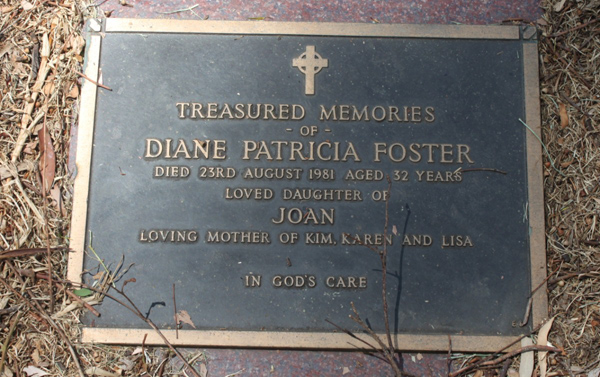 TREASURED MEMORIES
- OF -
DIANE PATRICIA FOSTER
DIED 23RD AUGUST 1981 AGED 32 YEARS
LOVED DAUGHTER OF
JOAN
LOVING MOTHER OF KIM, KAREN AND LISA
IN GOD'S CARE